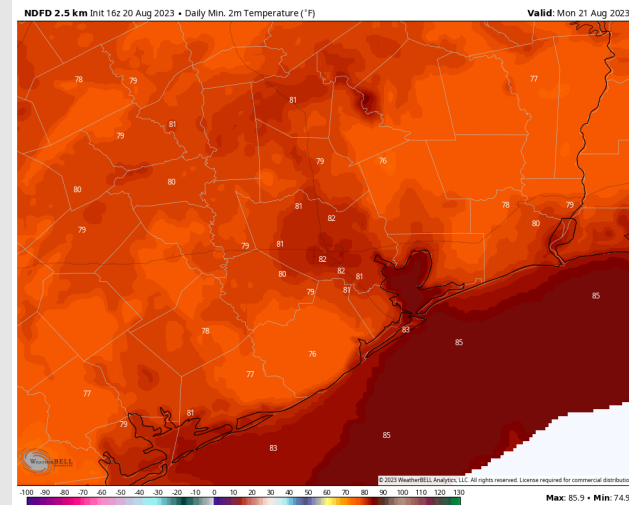 NDFD 2.5 km Init 16z 20 Aug 2023 • Daily Min. 2m Temperature (°F)
Valid: Mon 21 Aug 2023
78 79 77
81
81
79
79 76
80 80
81 78 79
82 80
79
79 81
82
82 81
80
79 81
85
83
78
85
76
77
77
81
79
85
83
WeatherBELL
© 2023 WeatherBELL Analytics, LLC. All rights reserved. License required for commercial distributio
-100 -90 -80 -70 -60 -50 -40 -30 -20 -10 0 10 20 30 40 50 60 70 80 90 100 110 120 130
Max: 85.9 • Min: 74.9